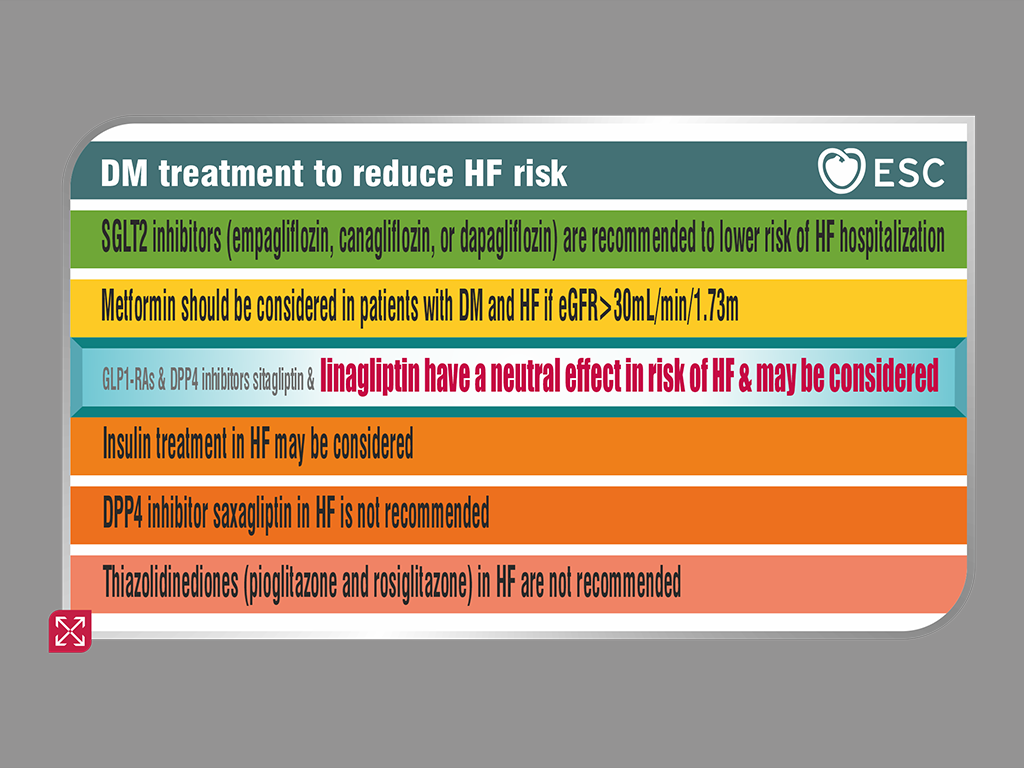 DM treatment to reduce HF risk
ESC
SGLT2 inhibitors (empagliflozin, canagliflozin, or dapagliflozin) are recommended to lower risk of HF hospitalization
Metformin should be considered in patients with DM and HF if eGFR>30mL/min/1.73m
GLP1-RAs & DPP4 inhibitors sitagliptin & linagliptin have a neutral effect in risk of HF & may be considered
Insulin treatment in HF may be considered
DPP4 inhibitor saxagliptin in HF is not recommended
Thiazolidinediones (pioglitazone and rosiglitazone) in HF are not recommended